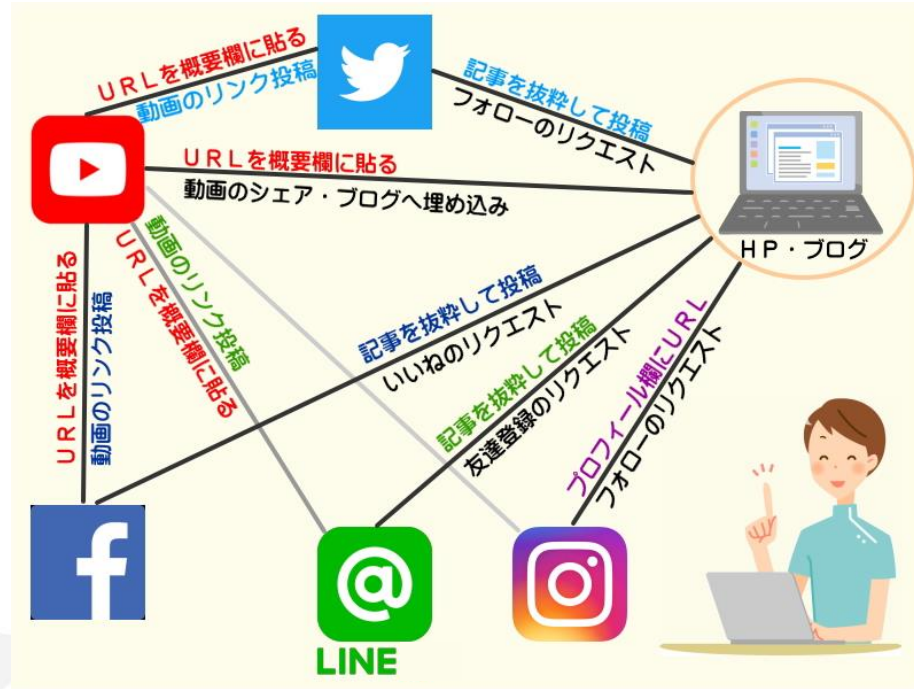 URLを概要欄に貼る
動画のリンク投稿
記事を抜粋して投稿
フォローのリクエスト
URLを概要欄に貼る
動画のシェア・ブログへ埋め込み
HP・ブログ
URLを概要欄に貼る
動画のリンク投稿
動画のリンク投稿
URLを概要欄に貼る
記事を抜粋して投稿
いいねのリクエスト
記事を抜粋して投稿
友達登録のリクエスト
プロフィール欄にURL
フォローのリクエスト
f
@
LINE